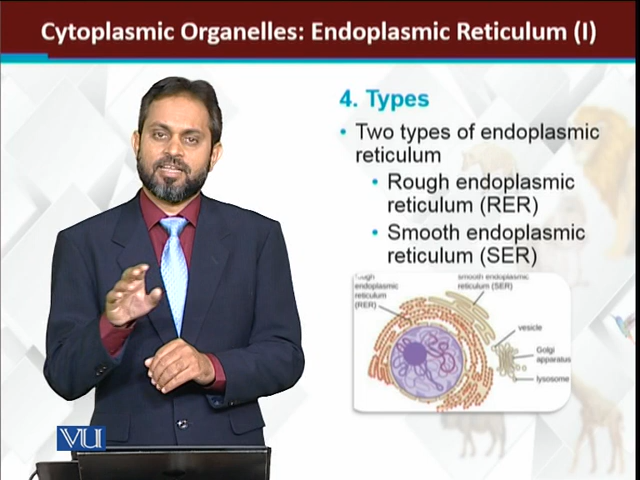 Cytoplasmic Organelles: Endoplasmic Reticulum (I)
4. Types
• Two types of endoplasmic
reticulum
• Rough endoplasmic
reticulum (RER)
• Smooth endoplasmic
reticulum (SER)
rough
endoplasmic
reticulum
(RER)
smooth endoplasmic
reticulum (SER)
vesicle
Golgi
apparatus
lysosome
VU